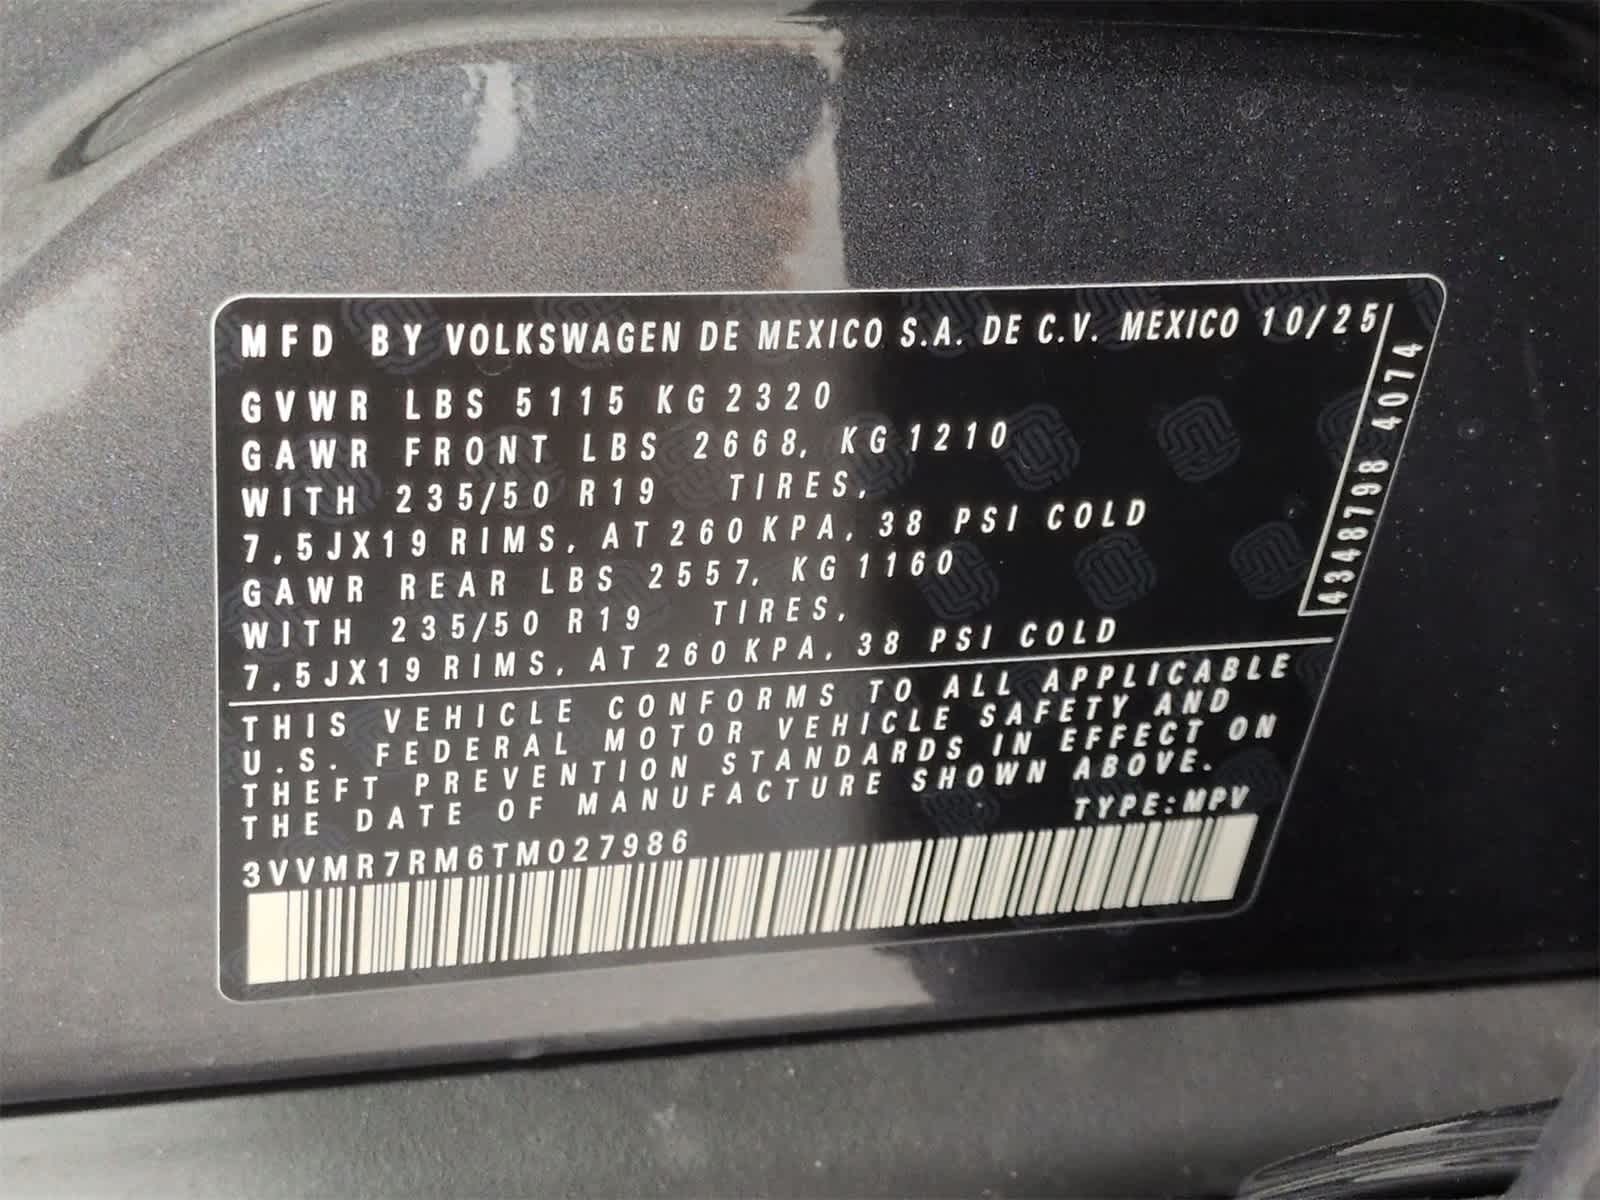 MFD BY VOLKSWAGEN DE MEXICO S.A. DE C.V. MEXICO 10/25
GVWR LBS 5115 KG 2320
GAWR FRONT LBS 2668, KG 1210
WITH 235/50 R19 TIRES,
7,5JX19 RIMS, AT 260 KPA, 38 PSI COLD
GAWR REAR LBS 2557, KG 1160
WITH 235/50 R19 TIRES,
7,5JX19 RIMS, AT 260 KPA, 38 PSI COLD
4348798 4074
THIS VEHICLE CONFORMS TO ALL APPLICABLE
U.S. FEDERAL MOTOR VEHICLE SAFETY AND
THEFT PREVENTION STANDARDS IN EFFECT ON
THE DATE OF MANUFACTURE SHOWN ABOVE.
TYPE:MPV
3VVMR7RM6TM027986